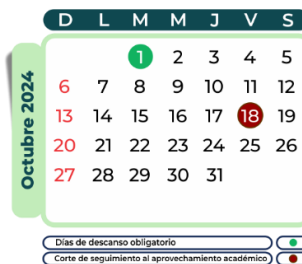 D L M M J V S
Octubre 2024
1 2 3 4 5
6 7 8 9 10 11 12
13 14 15 16 17 18 19
20 21 22 23 24 25 26
27 28 29 30 31
Días de descanso obligatorio
Corte de seguimiento al aprovechamiento académico